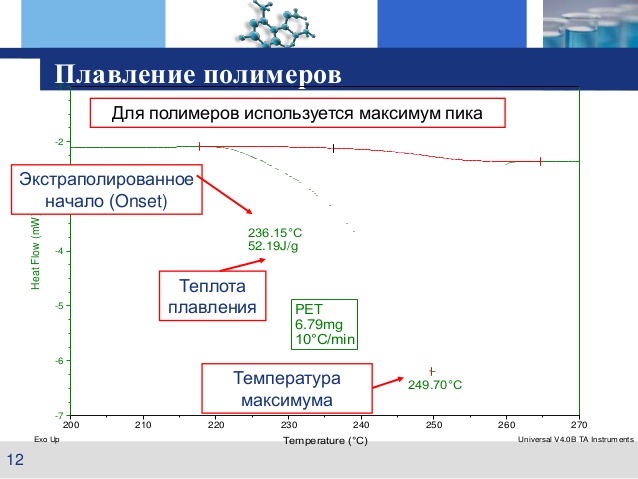 Плавление полимеров
Для полимеров используется максимум пика
-2
Экстраполированное
начало (Onset)
Heat Flow (mW
236.15°C
52.19J/g
-4
Теплота
плавления
-5
PET
6.79mg
10°C/min
-6
Температура
максимума
249.70°C
-7
200 210 220 230 240 250 260 270
Exo Up
Temperature (°C)
Universal V4.0B TA Instruments
12